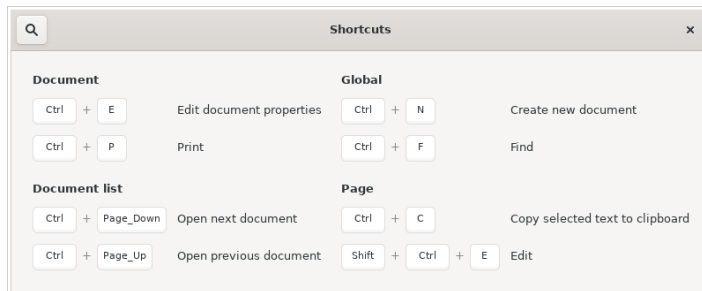 Shortcuts
Document
Ctrl + E Edit document properties
Ctrl + P Print
Document list
Ctrl + Page_Down Open next document
Ctrl + Page_Up Open previous document
Global
Ctrl + N Create new document
Ctrl + F Find
Page
Ctrl + C Copy selected text to clipboard
Shift + Ctrl + E Edit